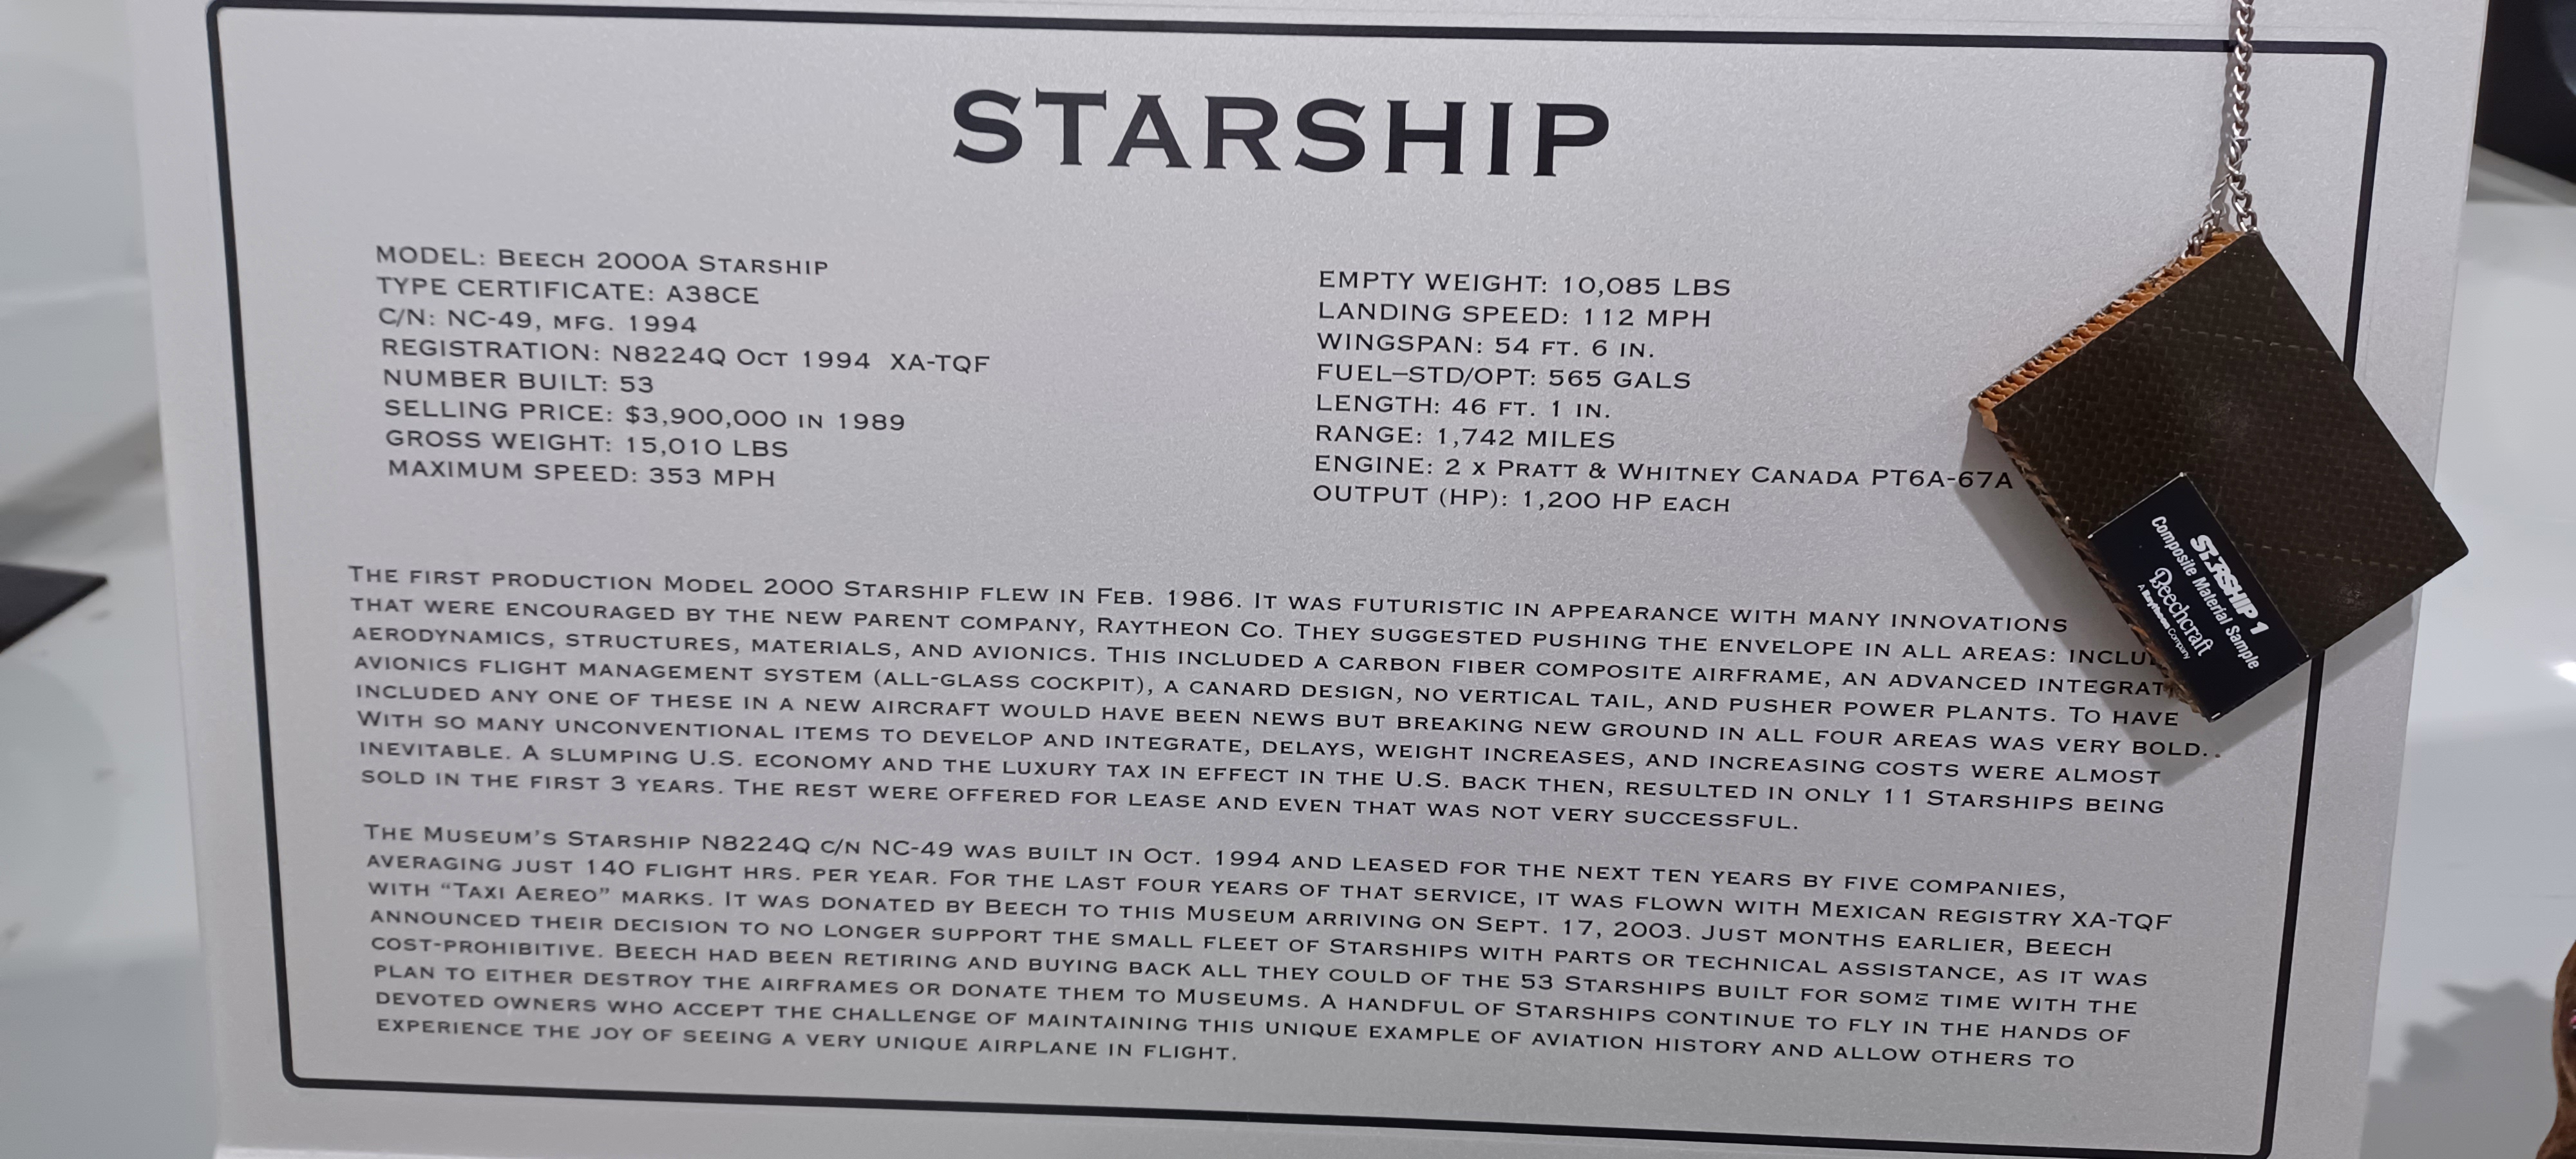 STARSHIP
MODEL: BEECH 2000A STARSHIP
TYPE CERTIFICATE: A38CE
C/N: NC-49, MFG. 1994
REGISTRATION: N8224Q OCT 1994 XA-TQF
NUMBER BUILT: 53
SELLING PRICE: $3,900,000 IN 1989
GROSS WEIGHT: 15,010 LBS
MAXIMUM SPEED: 353 MPH
EMPTY WEIGHT: 10,085 LBS
LANDING SPEED: 112 MPH
WINGSPAN: 54 FT. 6 IN.
FUEL–STD/OPT: 565 GALS
LENGTH: 46 FT. 1 IN.
RANGE: 1,742 MILES
ENGINE: 2 X PRATT & WHITNEY CANADA PT6A-67A
OUTPUT (HP): 1,200 HP EACH
THE FIRST PRODUCTION MODEL 2000 STARSHIP FLEW IN FEB. 1986. IT WAS FUTURISTIC IN APPEARANCE WITH MANY INNOVATIONS
THAT WERE ENCOURAGED BY THE NEW PARENT COMPANY, RAYTHEON CO. THEY SUGGESTED PUSHING THE ENVELOPE IN ALL AREAS:
AERODYNAMICS, STRUCTURES, MATERIALS, AND AVIONICS. THIS INCLUDED A CARBON FIBER COMPOSITE AIRFRAME, AN ADVANCED
AVIONICS FLIGHT MANAGEMENT SYSTEM (ALL-GLASS COCKPIT), A CANARD DESIGN, NO VERTICAL TAIL, AND PUSHER POWER PLANTS. TO HAVE
INCLUDED ANY ONE OF THESE IN A NEW AIRCRAFT WOULD HAVE BEEN NEWS BUT BREAKING NEW GROUND IN ALL FOUR AREAS WAS VERY BOLD.
WITH SO MANY UNCONVENTIONAL ITEMS TO DEVELOP AND INTEGRATE, DELAYS, WEIGHT INCREASES, AND INCREASING COSTS WERE ALMOST
INEVITABLE. A SLUMPING U.S. ECONOMY AND THE LUXURY TAX IN EFFECT IN THE U.S. BACK THEN, RESULTED IN ONLY 11 STARSHIPS BEING
SOLD IN THE FIRST 3 YEARS. THE REST WERE OFFERED FOR LEASE AND EVEN THAT WAS NOT VERY SUCCESSFUL.
THE MUSEUM'S STARSHIP N8224Q C/N NC-49 WAS BUILT IN OCT. 1994 AND LEASED FOR THE NEXT TEN YEARS BY FIVE COMPANIES,
AVERAGING JUST 140 FLIGHT HRS. PER YEAR. FOR THE LAST FOUR YEARS OF THAT SERVICE, IT WAS FLOWN WITH MEXICAN REGISTRY XA-TQF
WITH “TAXI AEREO” MARKS. IT WAS DONATED BY BEECH TO THIS MUSEUM ARRIVING ON SEPT. 17, 2003. JUST MONTHS EARLIER, BEECH
ANNOUNCED THEIR DECISION TO NO LONGER SUPPORT THE SMALL FLEET OF STARSHIPS WITH PARTS OR TECHNICAL ASSISTANCE, AS IT WAS
COST-PROHIBITIVE. BEECH HAD BEEN RETIRING AND BUYING BACK ALL THEY COULD OF THE 53 STARSHIPS BUILT FOR SOME TIME WITH THE
PLAN TO EITHER DESTROY THE AIRFRAMES OR DONATE THEM TO MUSEUMS. A HANDFUL OF STARSHIPS CONTINUE TO FLY IN THE HANDS OF
DEVOTED OWNERS WHO ACCEPT THE CHALLENGE OF MAINTAINING THIS UNIQUE EXAMPLE OF AVIATION HISTORY AND ALLOW OTHERS TO
EXPERIENCE THE JOY OF SEEING A VERY UNIQUE AIRPLANE IN FLIGHT.
STARSHIP 1
Composite Material Sample
Beechcraft
A Raytheon Company